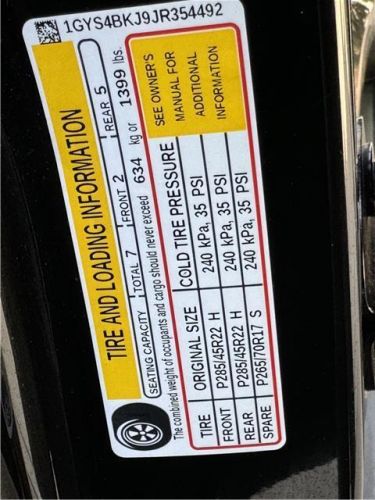 1GYS4BKJ9JR354492
TIRE AND LOADING INFORMATION
SEATING CAPACITY TOTAL 7 FRONT 2 REAR 5
The combined weight of occupants and cargo should never exceed 634 kg or 1399 lbs.
TIRE ORIGINAL SIZE COLD TIRE PRESSURE
FRONT P285/45R22 H 240 kPa, 35 PSI
REAR P285/45R22 H 240 kPa, 35 PSI
SPARE P265/70R17 S 240 kPa, 35 PSI
SEE OWNER'S
MANUAL FOR
ADDITIONAL
INFORMATION